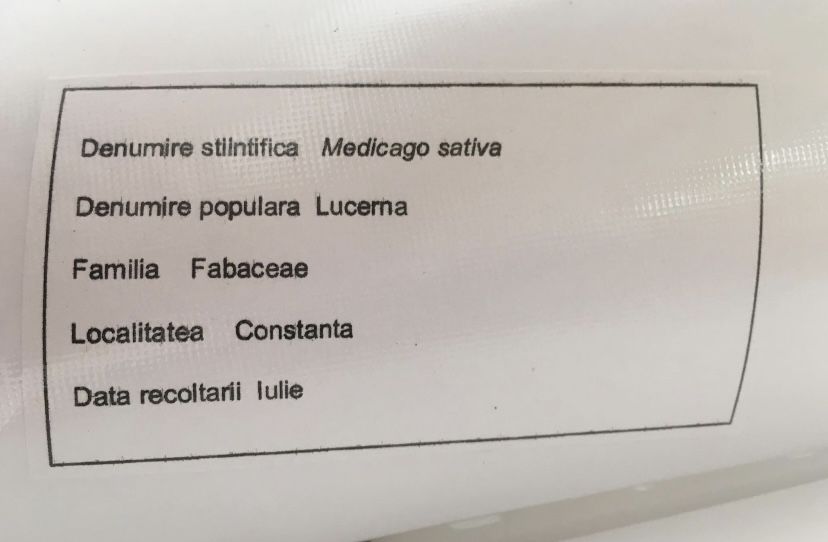 Denumire stiintifica Medicago sativa
Denumire populara Lucerna
Familia Fabaceae
Localitatea Constanta
Data recoltarii Iulie